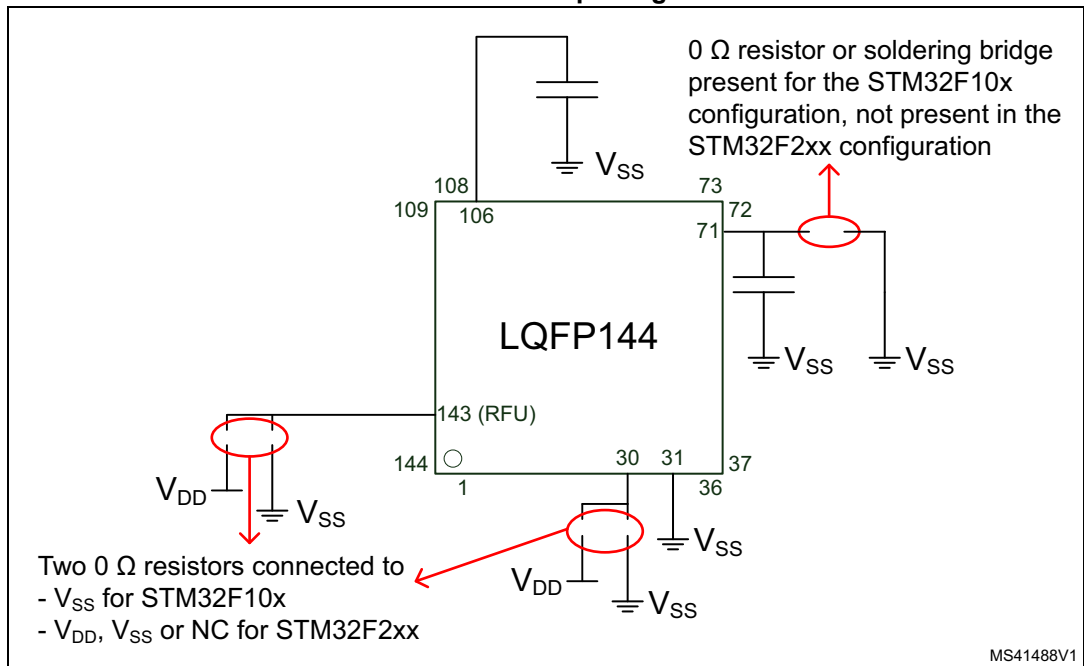 0 Ω resistor or soldering bridge
present for the STM32F10x
configuration, not present in the
STM32F2xx configuration
VSS
108
73
109
106
72
71
LQFP144
VSS
VSS
143 (RFU)
144
30
31
37
1
36
VDD
VSS
VSS
VDD
VSS
Two 0 Ω resistors connected to
- VSS for STM32F10x
- VDD, VSS or NC for STM32F2xx
MS41488V1